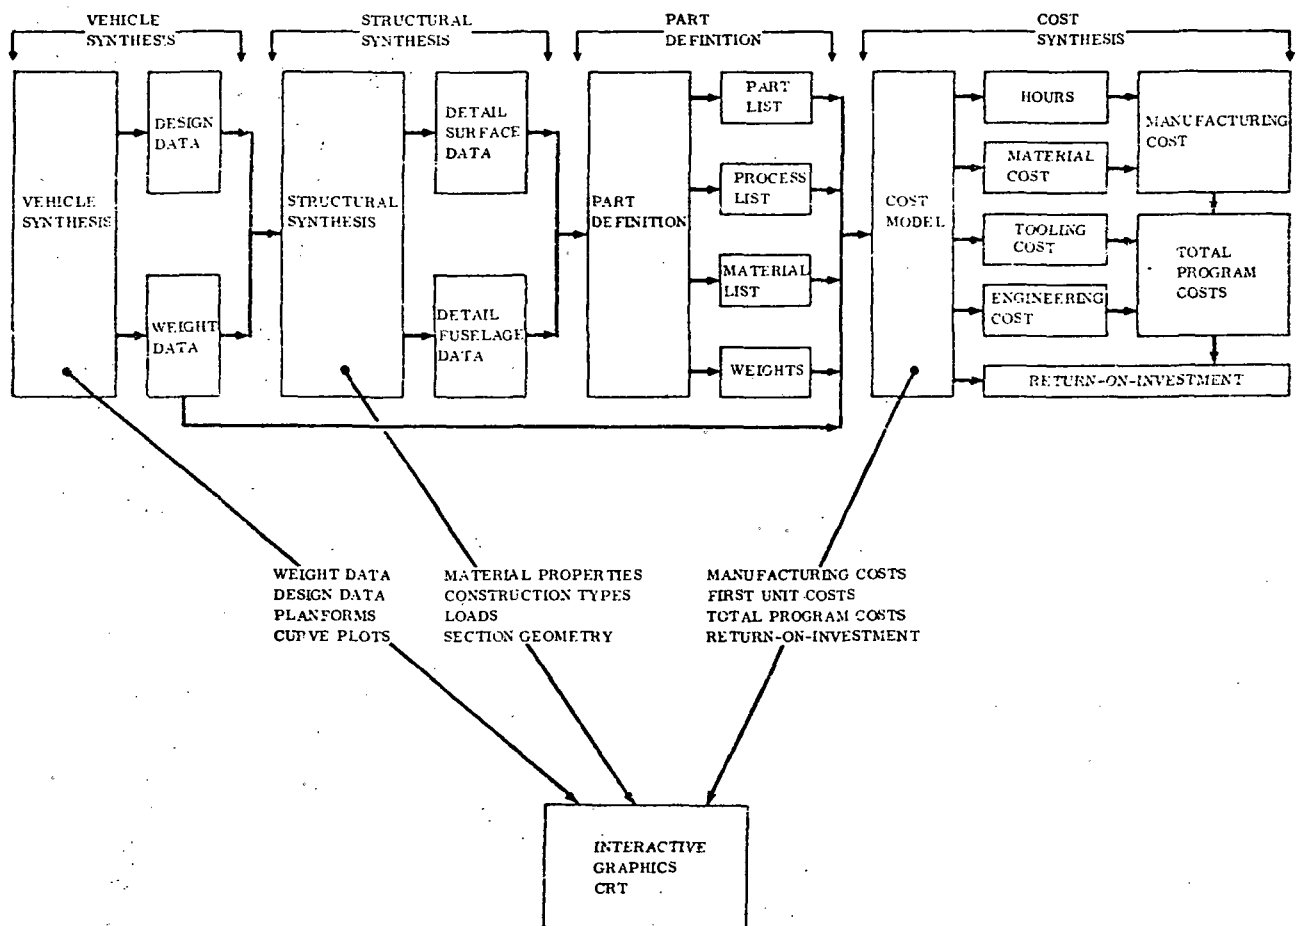 VEHICLE
SYNTHESIS
STRUCTURAL
SYNTHESIS
PART
DEFINITION
COST
SYNTHESIS
VEHICLE
SYNTHESIS
DESIGN
DATA
WEIGHT
DATA
STRUCTURAL
SYNTHESIS
DETAIL
SURFACE
DATA
DETAIL
FUSELAGE
DATA
PART
DEFINITION
PART
LIST
PROCESS
LIST
MATERIAL
LIST
WEIGHTS
COST
MODEL
HOURS
MATERIAL
COST
TOOLING
COST
ENGINEERING
COST
MANUFACTURING
COST
TOTAL
PROGRAM
COSTS
RETURN-ON-INVESTMENT
WEIGHT DATA
DESIGN DATA
PLANFORMS
CURVE PLOTS
MATERIAL PROPERTIES
CONSTRUCTION TYPES
LOADS
SECTION GEOMETRY
MANUFACTURING COSTS
FIRST UNIT COSTS
TOTAL PROGRAM COSTS
RETURN-ON-INVESTMENT
INTERACTIVE
GRAPHICS
CRT